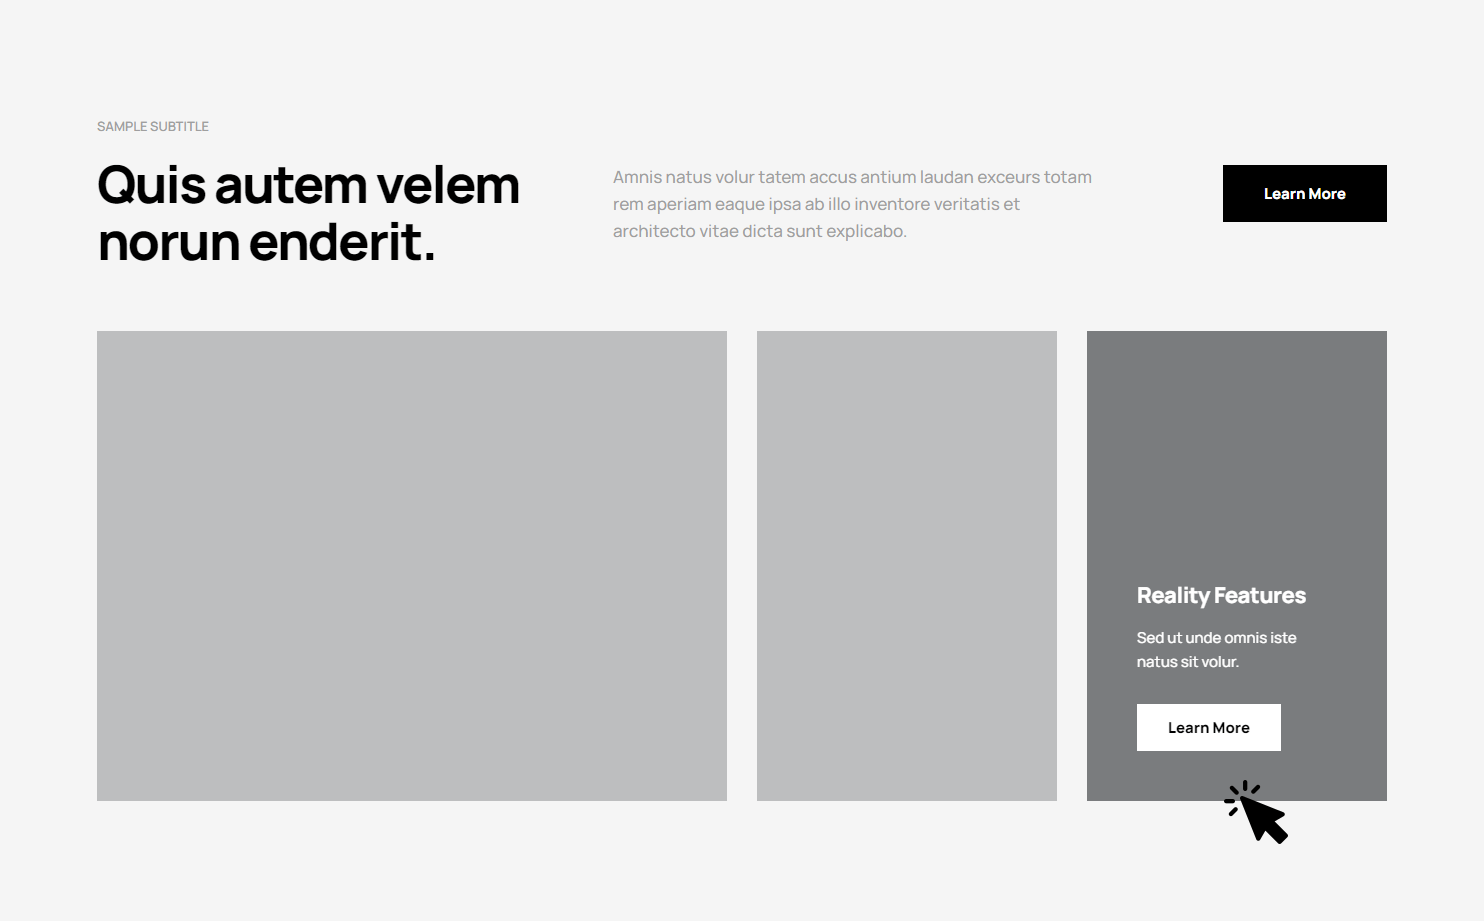 SAMPLE SUBTITLE
Quis autem velem
norun enderit.
Amnis natus volur tatem accus antium laudan exceurs totam
rem aperiam eaque ipsa ab illo inventore veritatis et
architecto vitae dicta sunt explicabo.
Learn More
Reality Features
Sed ut unde omnis iste
natus sit volur.
Learn More